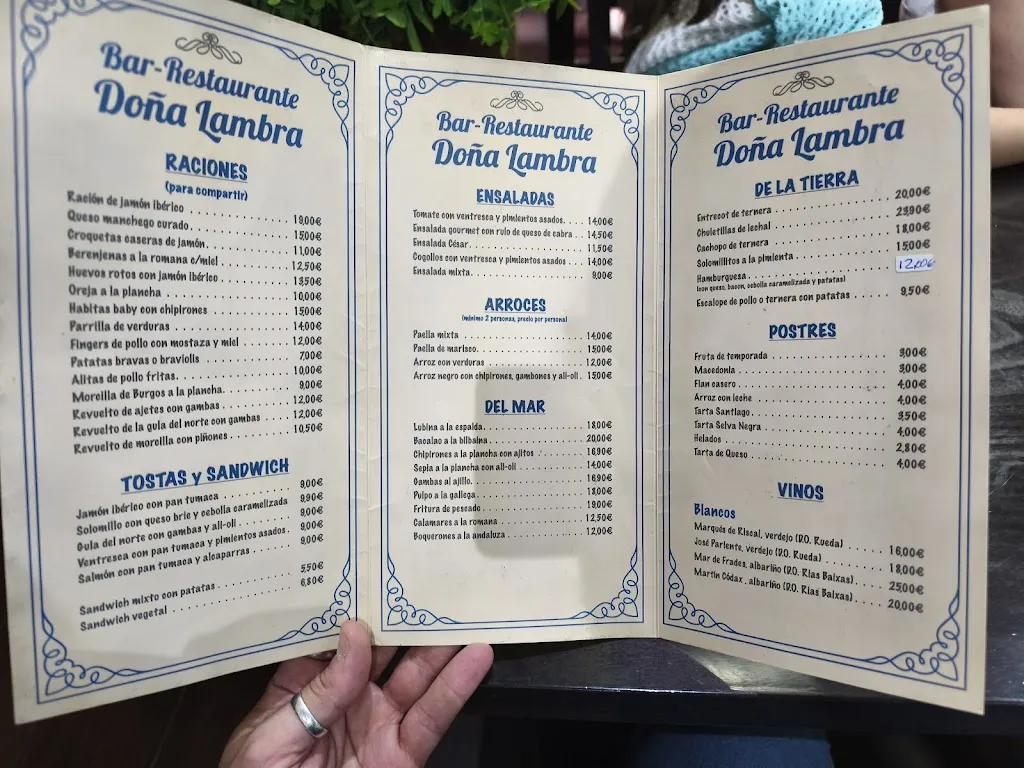 Bar-Restaurante
Doña Lambra
RACIONES
(para compartir)
Ración de jamón ibérico . . . . 19,00€
Queso manchego curado . . . . 15,00€
Croquetas caseras de jamón. . . . 11,00€
Berenjenas a la romana c/miel . . . . 12,50€
Huevos rotos con jamón ibérico . . . . 13,50€
Oreja a la plancha . . . . 10,00€
Habitas baby con chipirones . . . . 15,00€
Parrilla de verduras . . . . 14,00€
Fingers de pollo con mostaza y miel . . . . 12,00€
Patatas bravas o braviolis . . . . 7,00€
Alitas de pollo fritas. . . . 10,00€
Morcilla de Burgos a la plancha. . . . 9,00€
Revuelto de ajetes con gambas . . . . 12,00€
Revuelto de la gula del norte con gambas . . . . 12,00€
Revuelto de morcilla con piñones . . . . 10,50€
TOSTAS y SANDWICH
Jamón ibérico con pan tumaca . . . . 9,00€
Solomillo con queso brie y cebolla caramelizada 9,90€
Gula del norte con gambas y ali-oli . . . . 9,00€
Ventresca con pan tumaca y pimientos asados . 9,00€
Salmón con pan tumaca y alcaparras . . . . 9,00€
Sandwich mixto con patatas . . . . 5,50€
Sandwich vegetal . . . . 6,80€
Bar-Restaurante
Doña Lambra
ENSALADAS
Tomate con ventresca y pimientos asados. . . . 14,00€
Ensalada gourmet con rulo de queso de cabra . . 14,50€
Ensalada César. . . . 11,50€
Cogollos con ventresca y pimientos asados . . . . 14,00€
Ensalada mixta. . . . 9,00€
ARROCES
(mínimo 2 personas, precio por persona)
Paella mixta . . . . 14,00€
Paella de marisco. . . . 15,00€
Arroz con verduras . . . . 12,00€
Arroz negro con chipirones, gambones y ali-oli . 15,00€
DEL MAR
Lubina a la espalda . . . . 18,00€
Bacalao a la bilbaina . . . . 20,00€
Chipirones a la plancha con ajitos . . . . 16,90€
Sepia a la plancha con ali-oli . . . . 14,00€
Gambas al ajillo. . . . 16,90€
Pulpo a la gallega . . . . 18,00€
Fritura de pescado . . . . 19,00€
Calamares a la romana . . . . 12,50€
Boquerones a la andaluza . . . . 12,00€
Bar-Restaurante
Doña Lambra
DE LA TIERRA
Entrecot de ternera . . . . 20,00€
Chuletillas de lechal . . . . 23,90€
Cachopo de ternera . . . . 18,00€
Solomillitos a la pimienta . . . . 15,00€
Hamburguesa . . . . 12,00€
(con queso, bacon, cebolla caramelizada y patatas)
Escalope de pollo o ternera con patatas . . . . 9,50€
POSTRES
Fruta de temporada . . . . 3,00€
Macedonia . . . . 3,00€
Flan casero . . . . 4,00€
Arroz con leche . . . . 4,00€
Tarta Santiago. . . . 3,50€
Tarta Selva Negra . . . . 4,00€
Helados . . . . 2,80€
Tarta de Queso . . . . 4,00€
VINOS
Blancos
Marqués de Riscal, verdejo (D.O. Rueda) . . . . 16,00€
José Pariente, verdejo (D.O. Rueda) . . . . 18,00€
Mar de Frades, albariño (D.O. Rias Baixas) . . . . 25,00€
Martín Códax , albariño (D.O. Rias Baixas) . . . . 20,00€